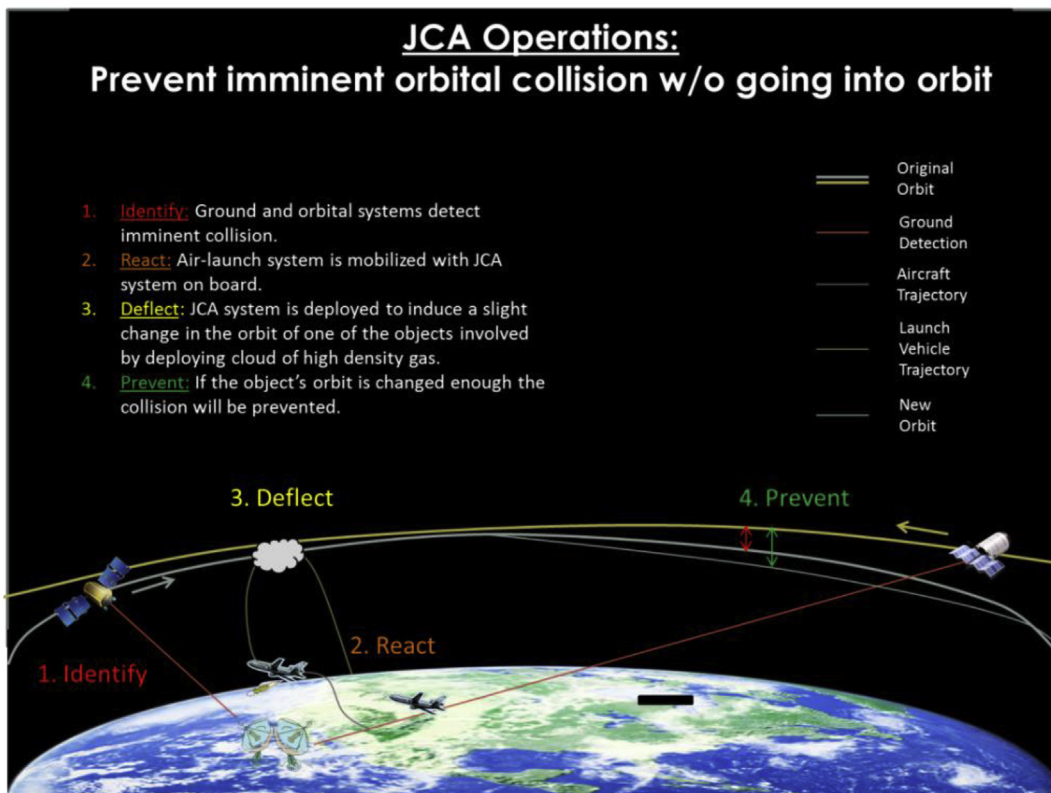 JCA Operations:
Prevent imminent orbital collision w/o going into orbit
1. Identify: Ground and orbital systems detect
imminent collision.
2. React: Air-launch system is mobilized with JCA
system on board.
3. Deflect: JCA system is deployed to induce a slight
change in the orbit of one of the objects involved
by deploying cloud of high density gas.
4. Prevent: If the object's orbit is changed enough the
collision will be prevented.
Original
Orbit
Ground
Detection
Aircraft
Trajectory
Launch
Vehicle
Trajectory
New
Orbit
3. Deflect
4. Prevent
2. React
1. Identify